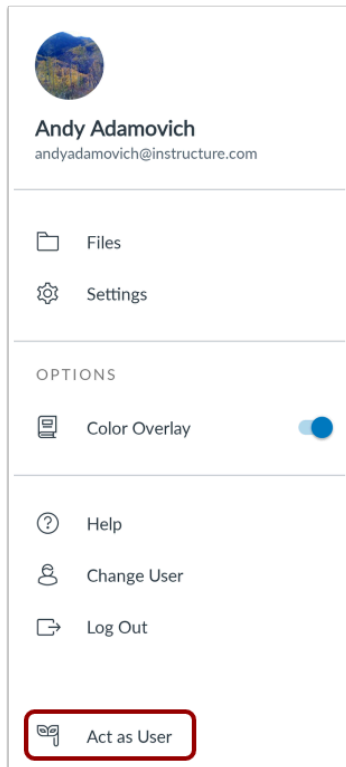 Andy Adamovich
andyadamovich@instructure.com
Files
Settings
OPTIONS
Color Overlay
Help
Change User
Log Out
Act as User